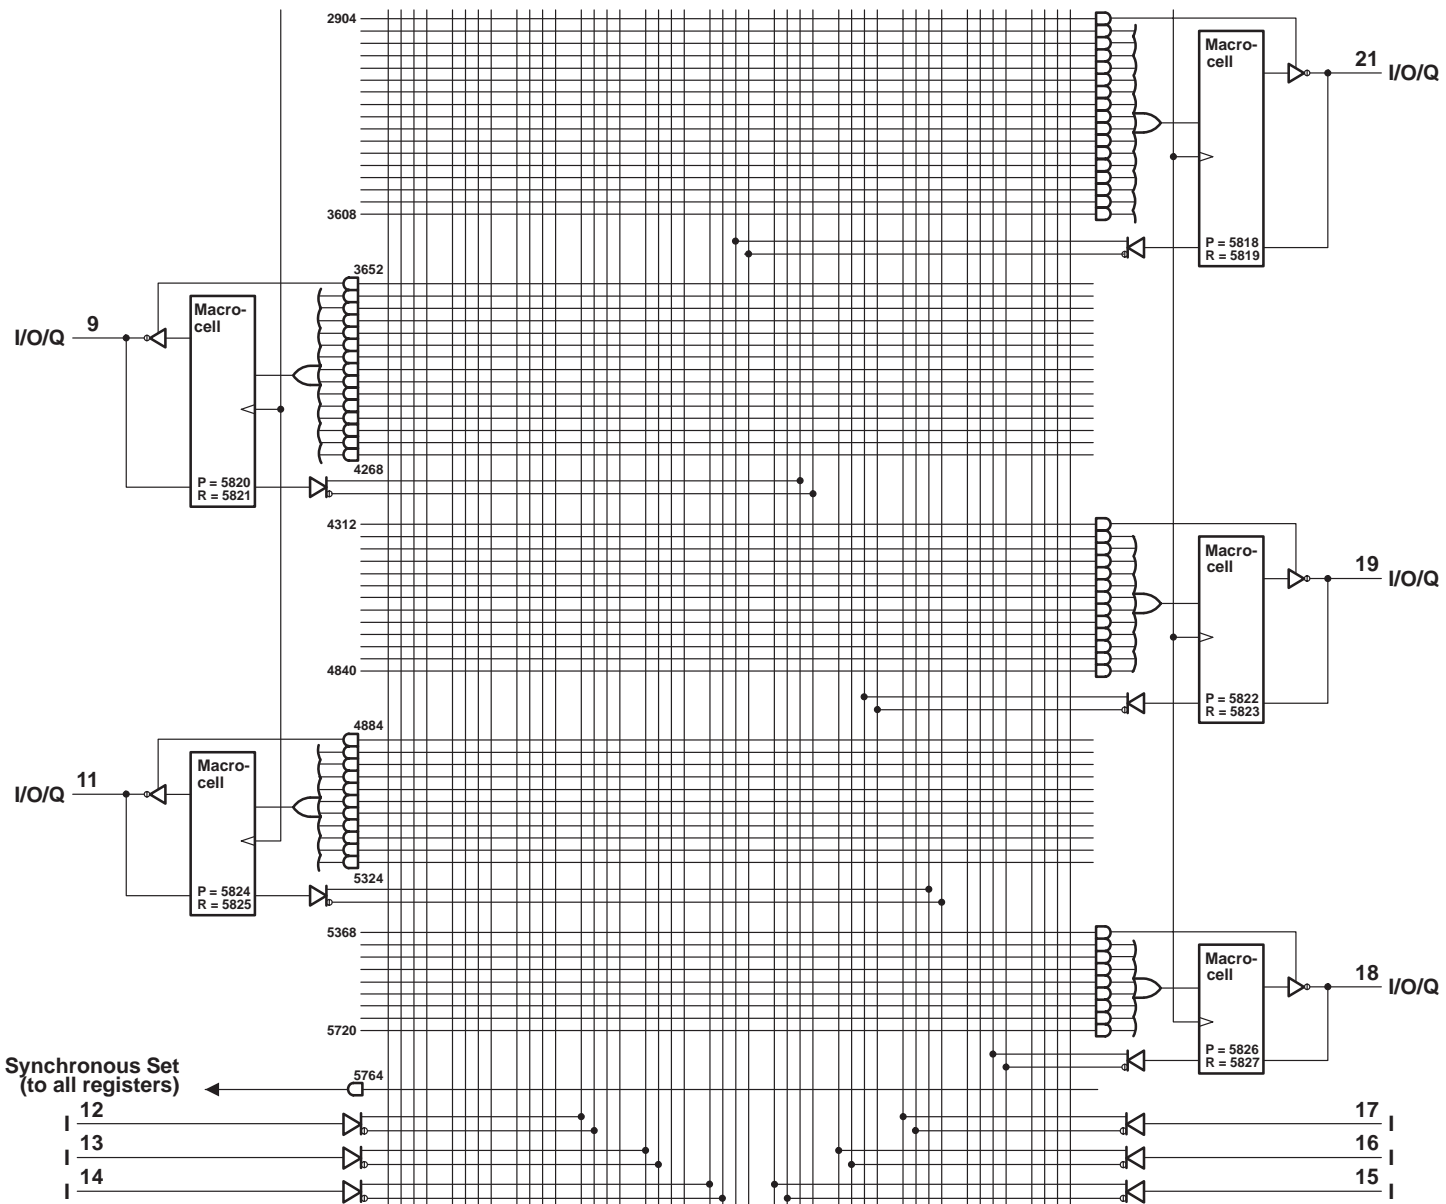 2904
Macro-
cell
21
I/O/Q
3608
P = 5818
R = 5819
3652
Macro-
cell
9
I/O/Q
4268
P = 5820
R = 5821
4312
Macro-
cell
19
I/O/Q
4840
P = 5822
R = 5823
4884
Macro-
cell
11
I/O/Q
5324
P = 5824
R = 5825
5368
Macro-
cell
18
I/O/Q
5720
P = 5826
R = 5827
Synchronous Set
(to all registers)
5764
12
I
17
I
13
I
16
I
14
I
15
I